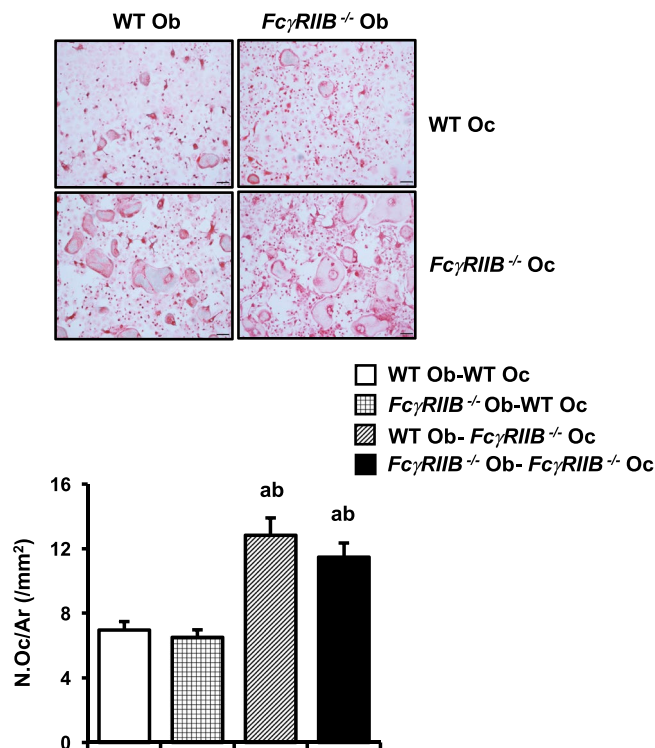 WT Ob
FcγRIIB -/- Ob
WT Oc
FcγRIIB -/- Oc
WT Ob-WT Oc
FcγRIIB -/- Ob-WT Oc
WT Ob- FcγRIIB -/- Oc
FcγRIIB -/- Ob- FcγRIIB -/- Oc
N.Oc/Ar (/mm²)
16
12
8
4
0
ab
ab